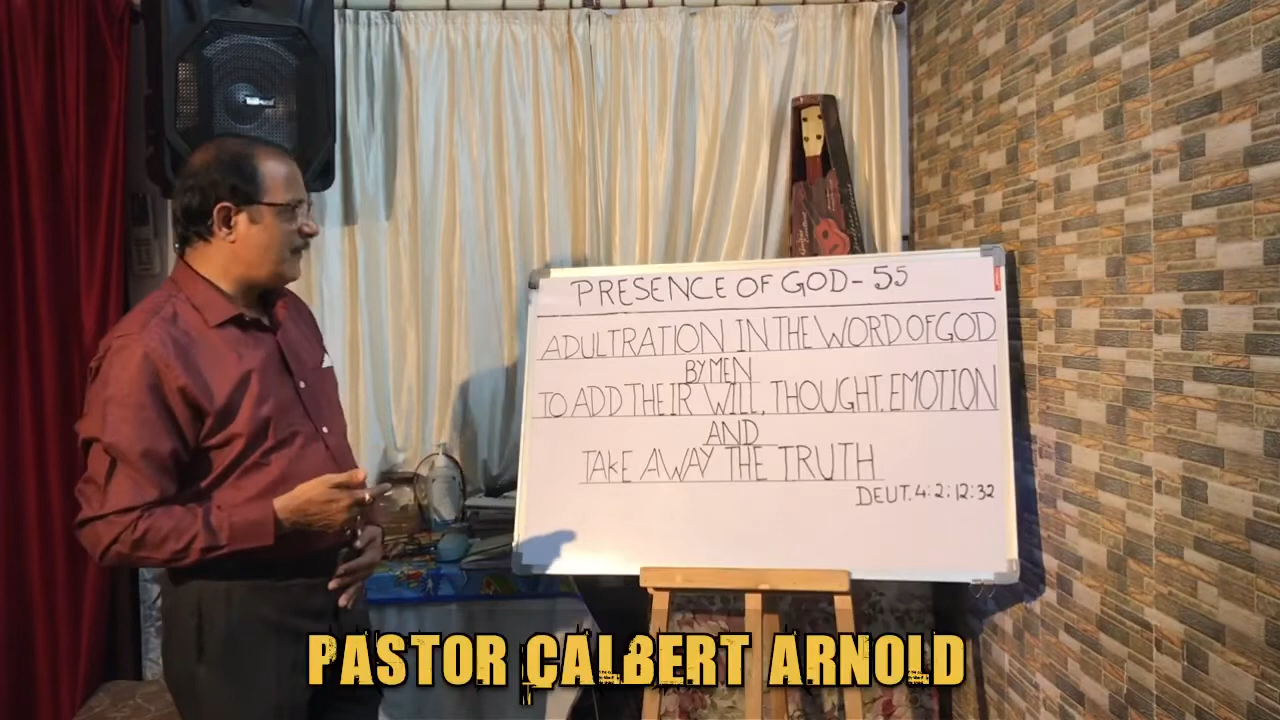 PRESENCE OF GOD - 55
ADULTRATION IN THE WORD OF GOD
BY MEN
TO ADD THEIR WILL, THOUGHT, EMOTION
AND
TAKE AWAY THE TRUTH
DEUT. 4:2; 12:32
PASTOR CALBERT ARNOLD